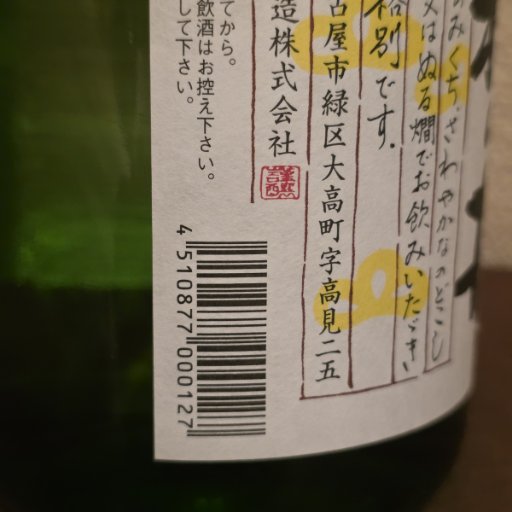 みくち、さわやかなのどごし
又はぬる燗でお飲みいたゞき
格別です.
古屋市緑区大高町字高見二五
造株式会社
てから。
飲酒はお控え下さい。
して下さい。
4 510877 000127